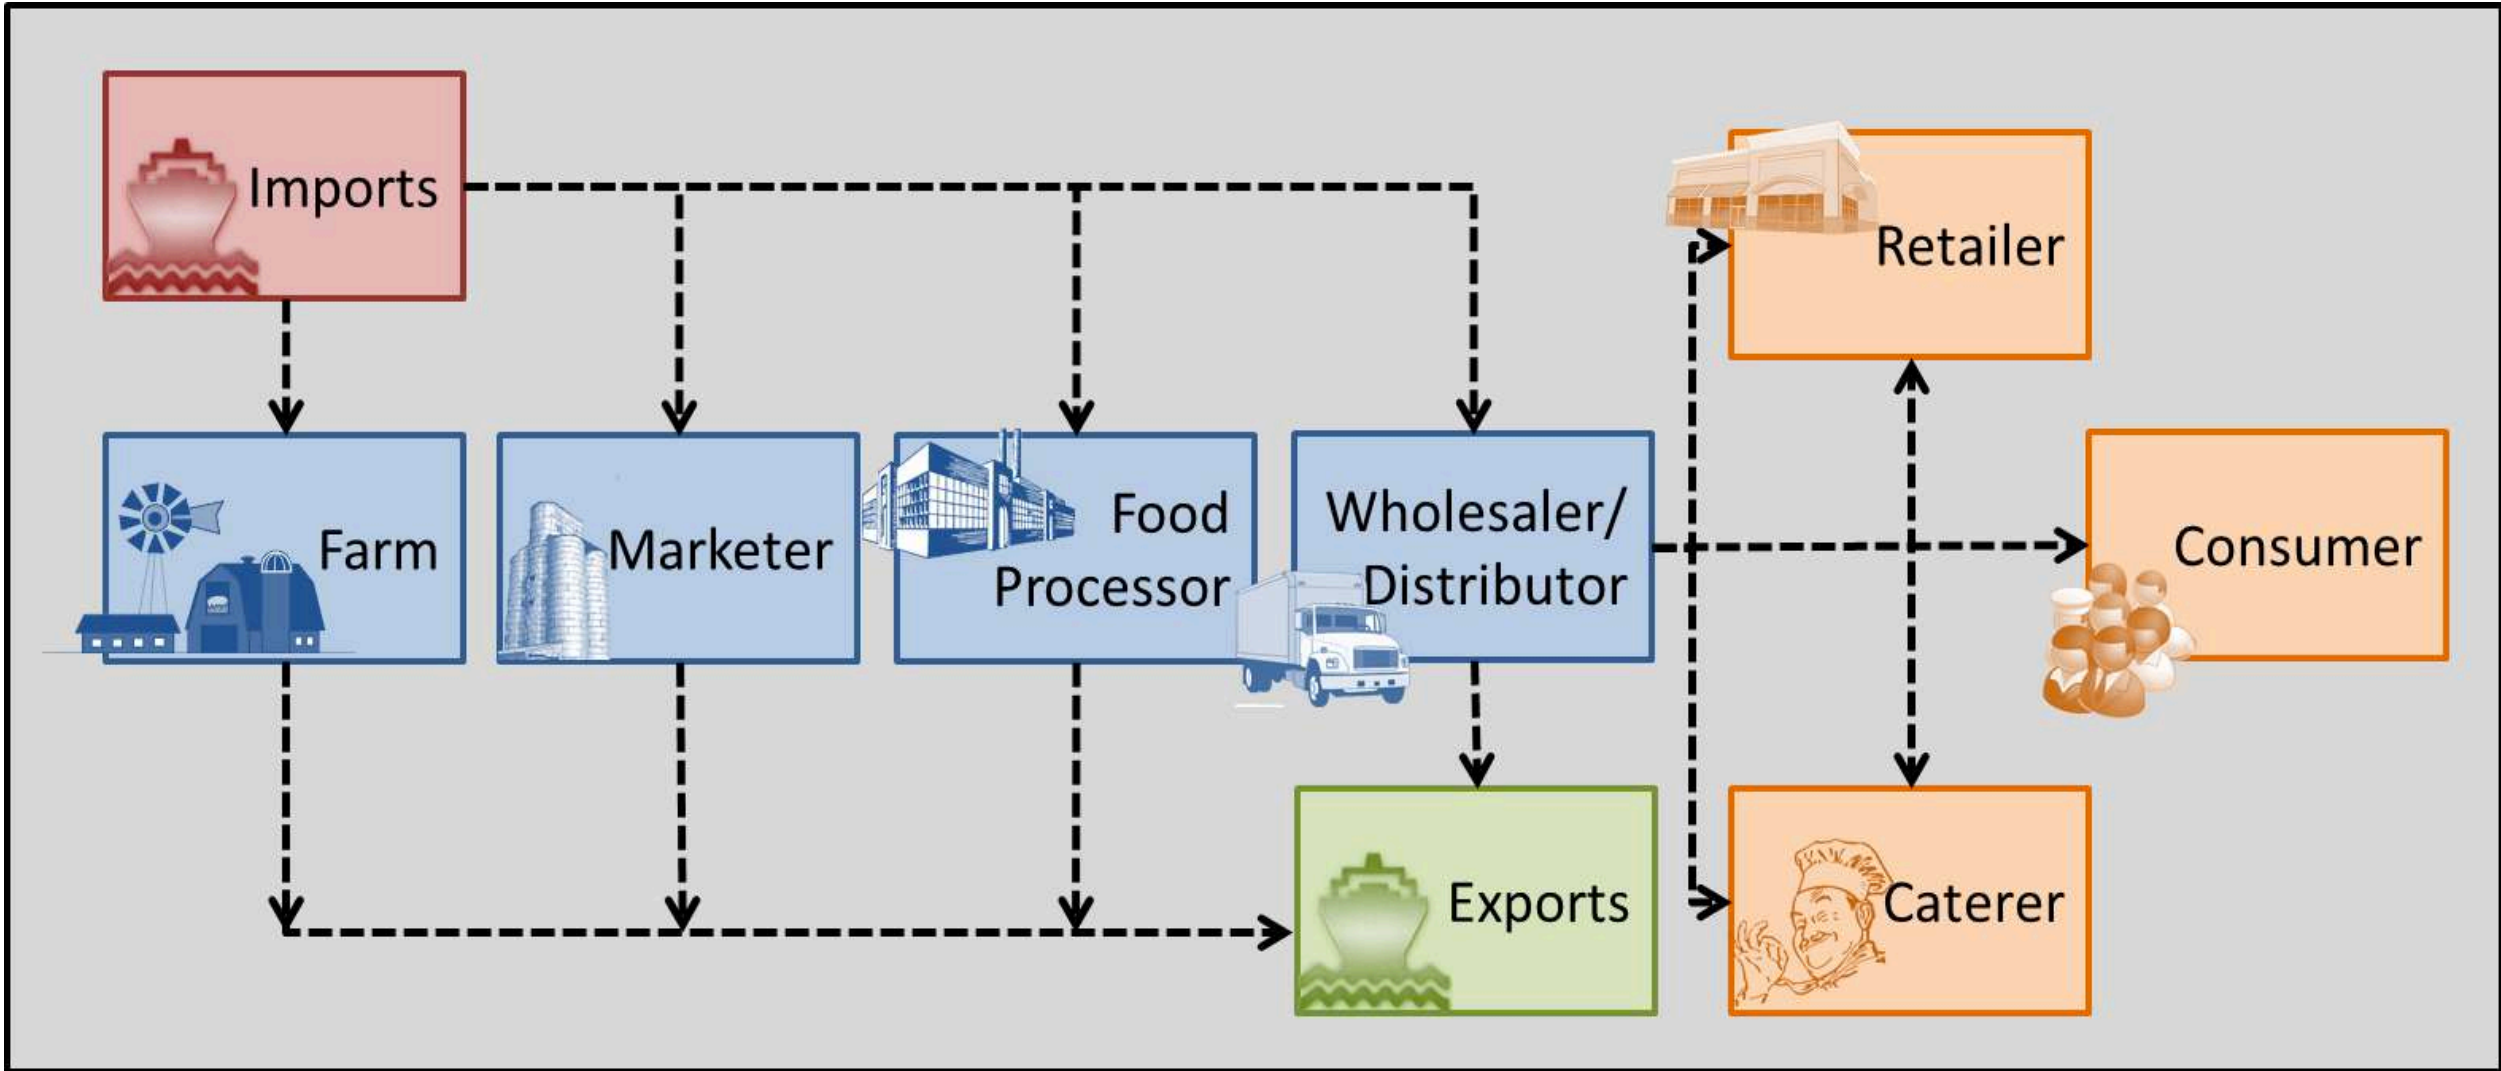 Imports
Retailer
Farm
Marketer
Food
Processor
Wholesaler/
Distributor
Consumer
Exports
Caterer